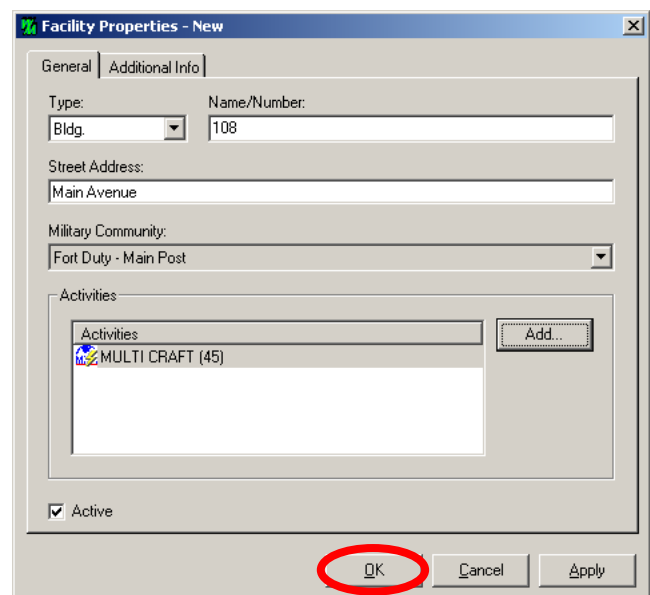 Facility Properties - New
General Additional Info
Type: Name/Number:
Bldg. 108
Street Address:
Main Avenue
Military Community:
Fort Duty - Main Post
Activities
Activities Add...
MULTI CRAFT (45)
Active
OK Cancel Apply